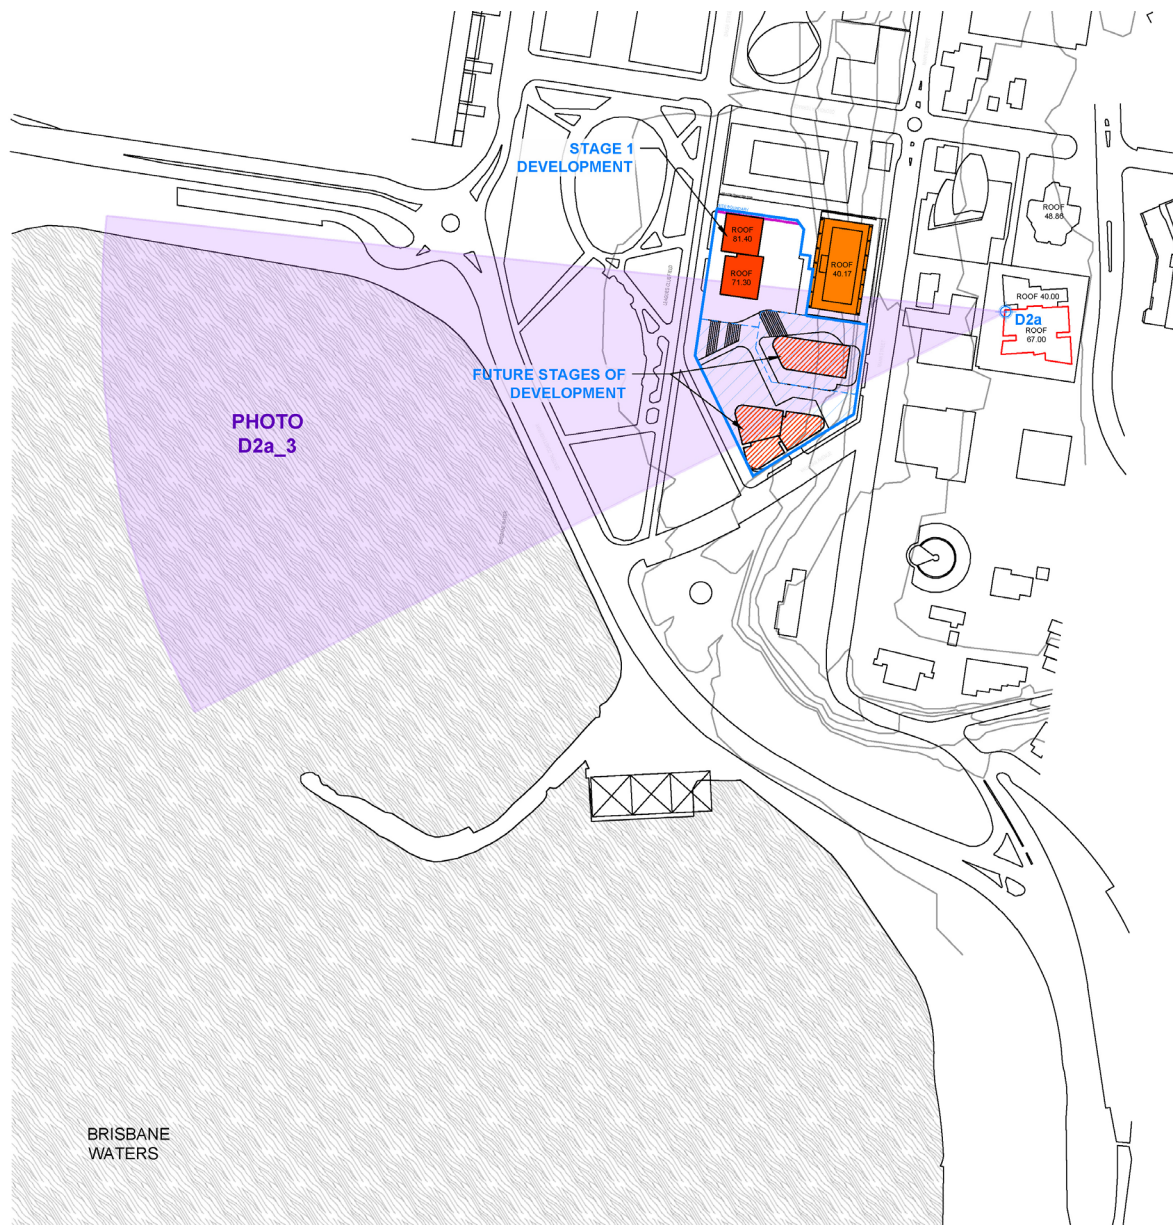 STAGE 1
DEVELOPMENT
ROOF
81.40
ROOF
71.30
ROOF
40.17
ROOF
48.86
ROOF 40.00
D2a
ROOF
67.00
FUTURE STAGES OF
DEVELOPMENT
PHOTO
D2a_3
BRISBANE
WATERS